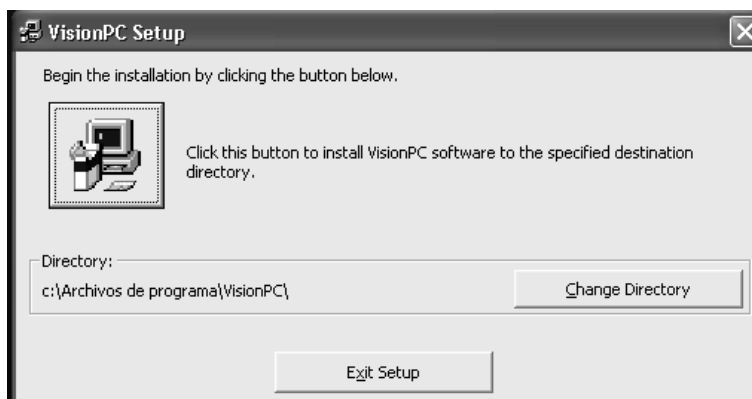 VisionPC Setup
Begin the installation by clicking the button below.
Click this button to install VisionPC software to the specified destination
directory.
Directory:
c:\Archivos de programa\VisionPC\
Change Directory
Exit Setup